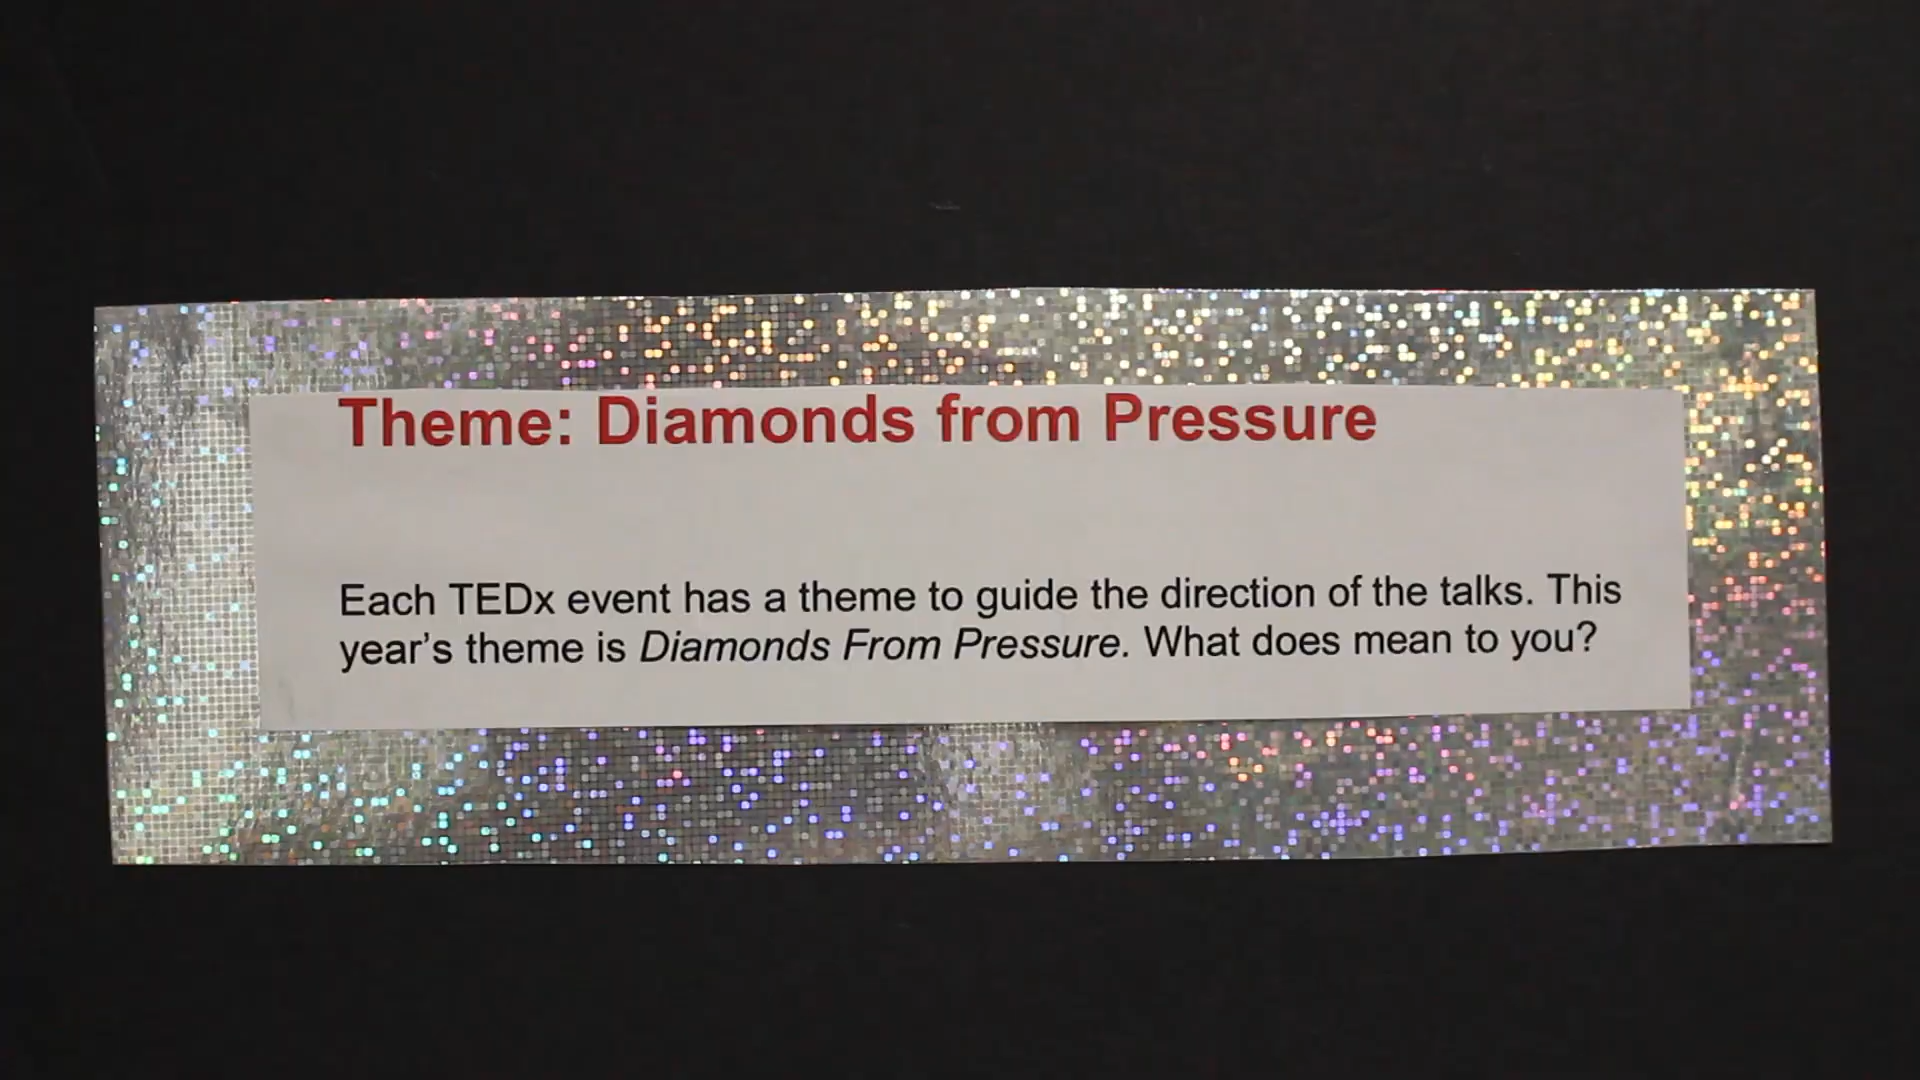 Theme: Diamonds from Pressure
Each TEDx event has a theme to guide the direction of the talks. This
year's theme is Diamonds From Pressure. What does mean to you?